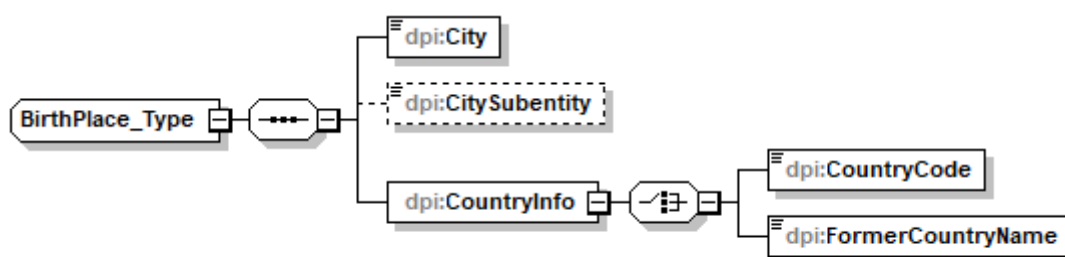 dpi:City
dpi:CitySubentity
BirthPlace_Type
dpi:CountryInfo
dpi:CountryCode
dpi:FormerCountryName